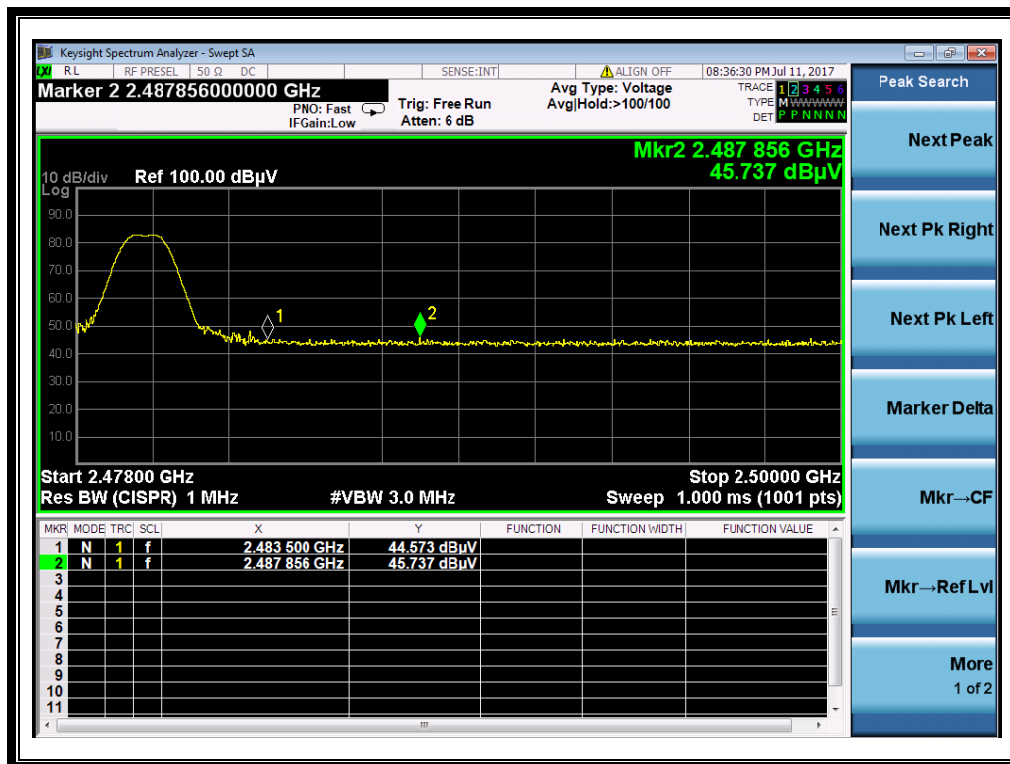 Keysight Spectrum Analyzer - Swept SA
LXI RL RF PRESEL 50 Ω DC SENSE:INT ALIGN OFF 08:36:30 PM Jul 11, 2017
Marker 2 2.487856000000 GHz
PNO: Fast
IFGain:Low
Trig: Free Run
Atten: 6 dB
Avg Type: Voltage
Avg|Hold:>100/100
TRACE 1 2 3 4 5 6
TYPE M W W W W W
DET P P N N N N
Mkr2 2.487 856 GHz
45.737 dBµV
10 dB/div Ref 100.00 dBµV
Log
90.0
80.0
70.0
60.0
50.0
40.0
30.0
20.0
10.0
1
2
Start 2.47800 GHz Stop 2.50000 GHz
Res BW (CISPR) 1 MHz #VBW 3.0 MHz Sweep 1.000 ms (1001 pts)
MKR MODE TRC SCL X Y FUNCTION FUNCTION WIDTH FUNCTION VALUE
1 N 1 f 2.483 500 GHz 44.573 dBµV
2 N 1 f 2.487 856 GHz 45.737 dBµV
3
4
5
6
7
8
9
10
11
Peak Search
Next Peak
Next Pk Right
Next Pk Left
Marker Delta
Mkr→CF
Mkr→Ref Lvl
More
1 of 2